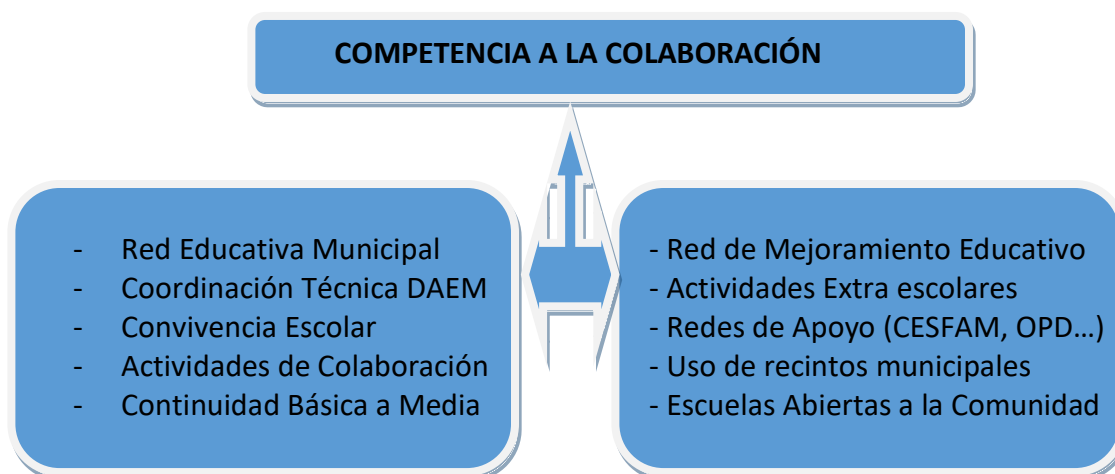 COMPETENCIA A LA COLABORACIÓN
- Red Educativa Municipal
- Coordinación Técnica DAEM
- Convivencia Escolar
- Actividades de Colaboración
- Continuidad Básica a Media
- Red de Mejoramiento Educativo
- Actividades Extra escolares
- Redes de Apoyo (CESFAM, OPD…)
- Uso de recintos municipales
- Escuelas Abiertas a la Comunidad